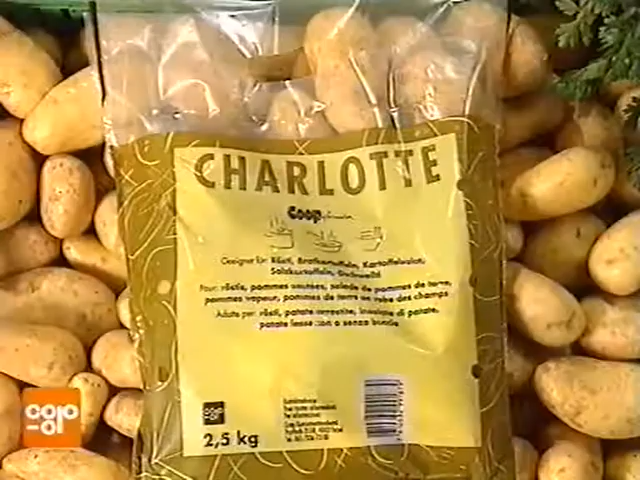 CHARLOTTE
Coop
Geeignet für: Rösti, Bratkartoffeln, Kartoffelsalat,
Salzkartoffeln, Gschwellti
Pour: röstis, pommes sautées, salade de pommes de terre,
pommes vapeur, pommes de terre en robe des champs
Adatte per: rösti, patate arrostite, insalata di patate,
patate lesse con o senza buccia
coop
2,5 kg
coop